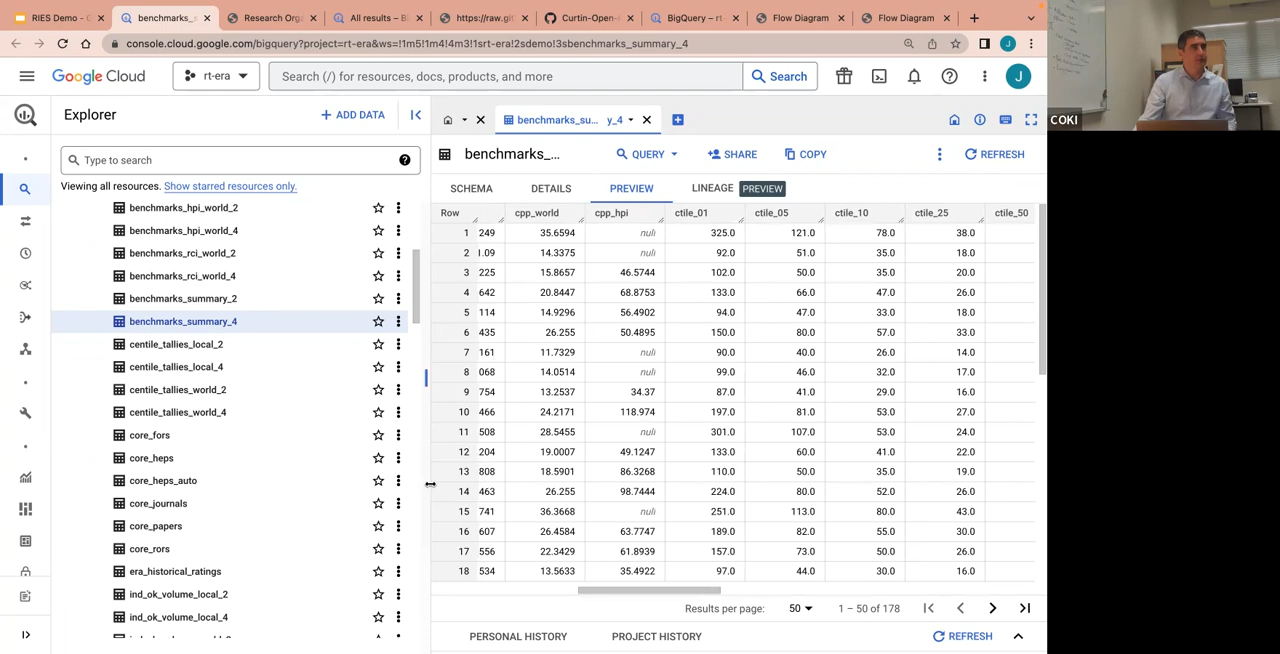 RIES Demo - G
benchmarks_s
Research Org
All results – B
https://raw.git
Curtin-Open-
BigQuery – rt-
Flow Diagram
Flow Diagram
console.cloud.google.com/bigquery?project=rt-era&ws=!1m5!1m4!4m3!1srt-era!2sdemo!3sbenchmarks_summary_4
J
Google Cloud
rt-era
Search (/) for resources, docs, products, and more
Search
J
COKI
Explorer
+ ADD DATA
benchmarks_su... y_4
Type to search
benchmarks_...
QUERY
SHARE
COPY
REFRESH
Viewing all resources. Show starred resources only.
SCHEMA
DETAILS
PREVIEW
LINEAGE
PREVIEW
benchmarks_hpi_world_2
benchmarks_hpi_world_4
benchmarks_rci_world_2
benchmarks_rci_world_4
benchmarks_summary_2
benchmarks_summary_4
centile_tallies_local_2
centile_tallies_local_4
centile_tallies_world_2
centile_tallies_world_4
core_fors
core_heps
core_heps_auto
core_journals
core_papers
core_rors
era_historical_ratings
ind_ok_volume_local_2
ind_ok_volume_local_4
Row cpp_world cpp_hpi ctile_01 ctile_05 ctile_10 ctile_25 ctile_50
1 249 35.6594 null 325.0 121.0 78.0 38.0
2 1.09 14.3375 null 92.0 51.0 35.0 18.0
3 225 15.8657 46.5744 102.0 50.0 35.0 20.0
4 642 20.8447 68.8753 133.0 66.0 47.0 26.0
5 114 14.9296 56.4902 94.0 47.0 33.0 18.0
6 435 26.255 50.4895 150.0 80.0 57.0 33.0
7 161 11.7329 null 90.0 40.0 26.0 14.0
8 068 14.0514 null 99.0 46.0 32.0 17.0
9 754 13.2537 34.37 87.0 41.0 29.0 16.0
10 466 24.2171 118.974 197.0 81.0 53.0 27.0
11 508 28.5455 null 301.0 107.0 53.0 24.0
12 204 19.0007 49.1247 133.0 60.0 41.0 22.0
13 808 18.5901 86.3268 110.0 50.0 35.0 19.0
14 463 26.255 98.7444 224.0 80.0 52.0 26.0
15 741 36.3668 null 251.0 113.0 80.0 43.0
16 607 26.4584 63.7747 189.0 82.0 55.0 30.0
17 556 22.3429 61.8939 157.0 73.0 50.0 26.0
18 534 13.5633 35.4922 97.0 44.0 30.0 16.0
Results per page: 50 1 – 50 of 178
PERSONAL HISTORY
PROJECT HISTORY
REFRESH